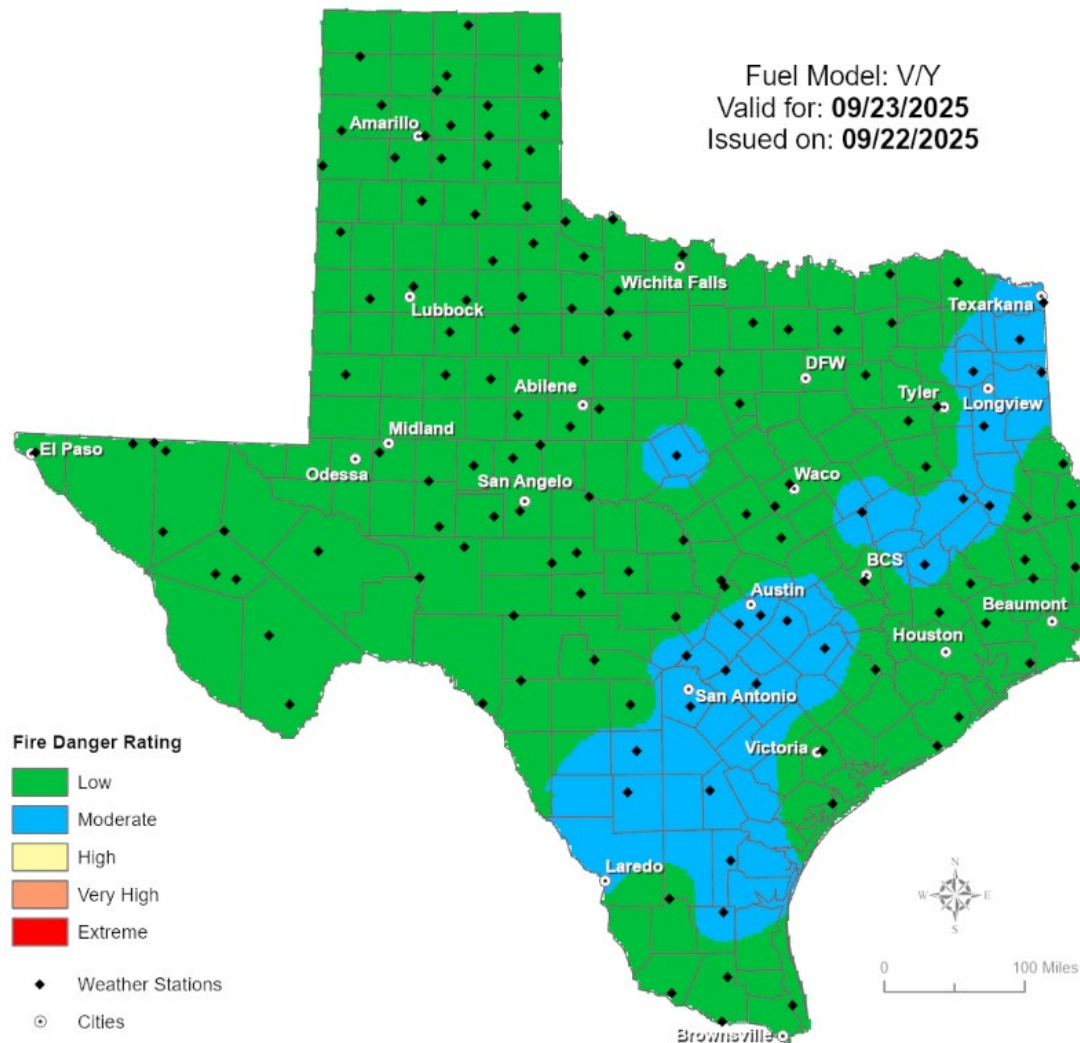 Fuel Model: V/Y
Valid for: 09/23/2025
Issued on: 09/22/2025
Amarillo
Wichita Falls
Lubbock
Texarkana
DFW
Abilene
Tyler
Longview
Midland
El Paso
Odessa
San Angelo
Waco
BCS
Austin
Beaumont
Houston
San Antonio
Victoria
Laredo
Brownsville
Fire Danger Rating
Low
Moderate
High
Very High
Extreme
Weather Stations
Cities
N
W E
S
0 100 Miles